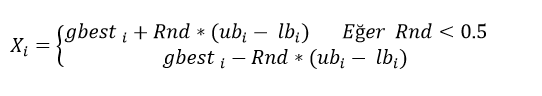 Xᵢ = { gbest ᵢ + Rnd ∗ (ubᵢ − lbᵢ) Eğer Rnd < 0.5
gbest ᵢ − Rnd ∗ (ubᵢ − lbᵢ)